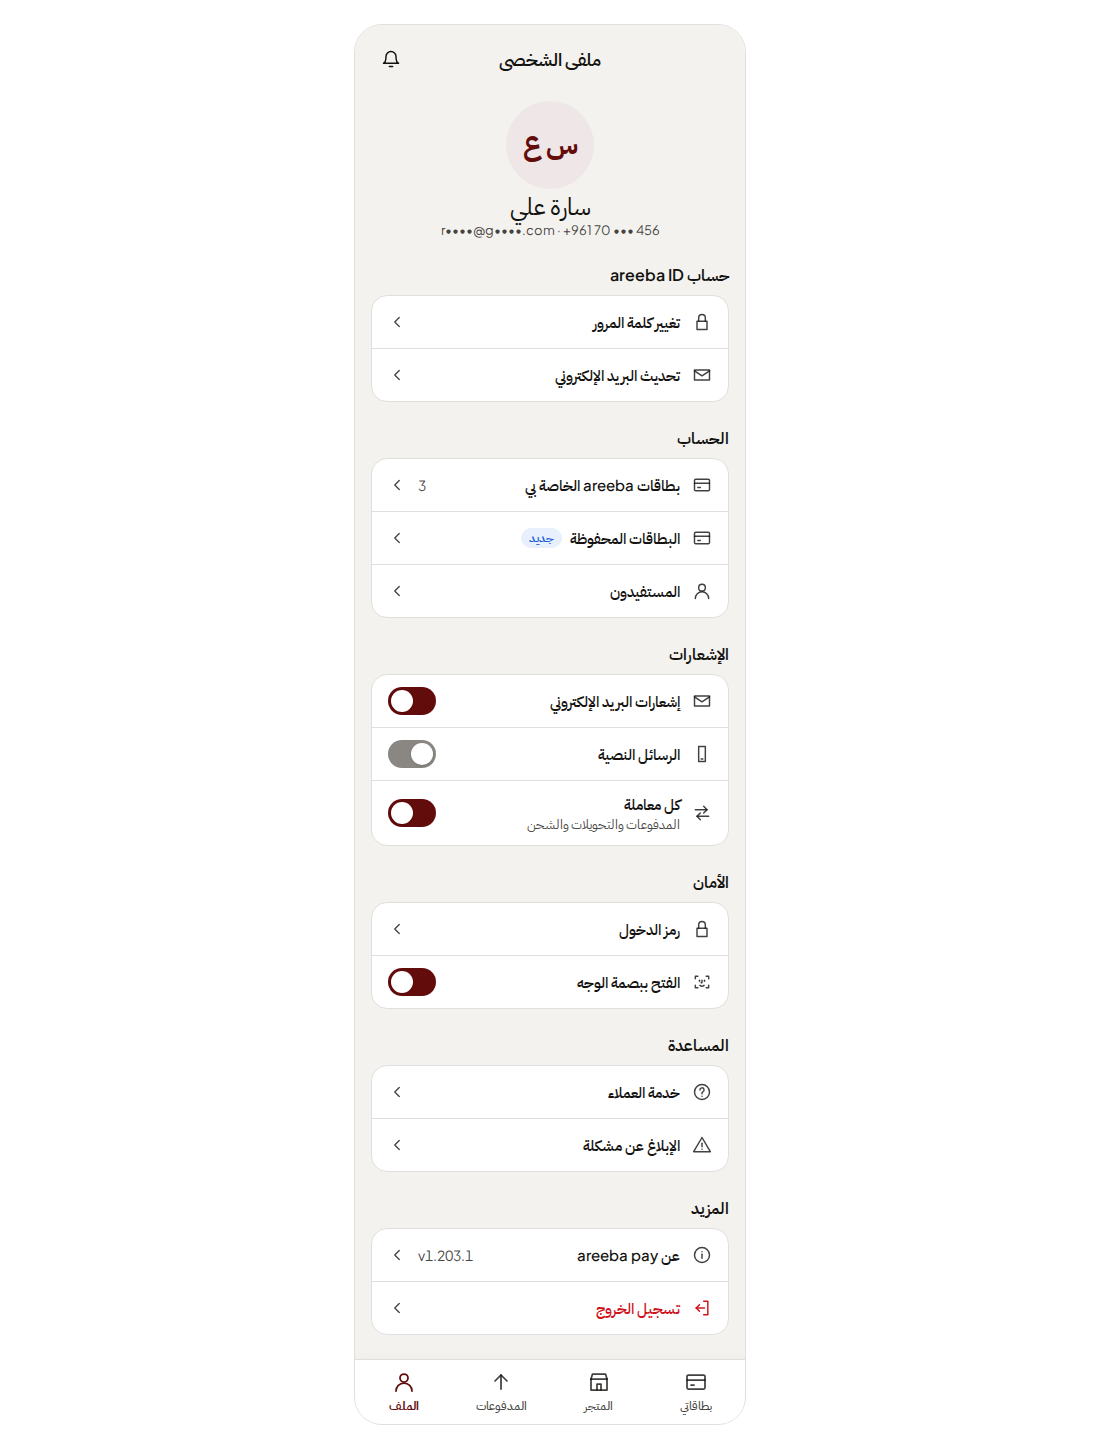 ملفي الشخصي
س ع
سارة علي
r••••@g••••.com · +961 70 ••• 456
حساب areeba ID
تغيير كلمة المرور
تحديث البريد الإلكتروني
الحساب
بطاقات areeba الخاصة بي 3
البطاقات المحفوظة جديد
المستفيدون
الإشعارات
إشعارات البريد الإلكتروني
الرسائل النصية
كل معاملة
المدفوعات والتحويلات والشحن
الأمان
رمز الدخول
الفتح ببصمة الوجه
المساعدة
خدمة العملاء
الإبلاغ عن مشكلة
المزيد
عن areeba pay v1.203.1
تسجيل الخروج
بطاقاتي المتجر المدفوعات الملف